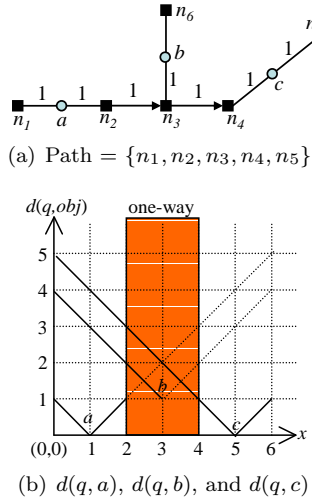 n6
1 b
1 1 1 1 1 1 c
n1 a n2 n3 n4 n
(a) Path = {n1, n2, n3, n4, n5}
d(q,obj) one-way
5
4
3
2
1 a b c
(0,0) 1 2 3 4 5 6 x
(b) d(q, a), d(q, b), and d(q, c)